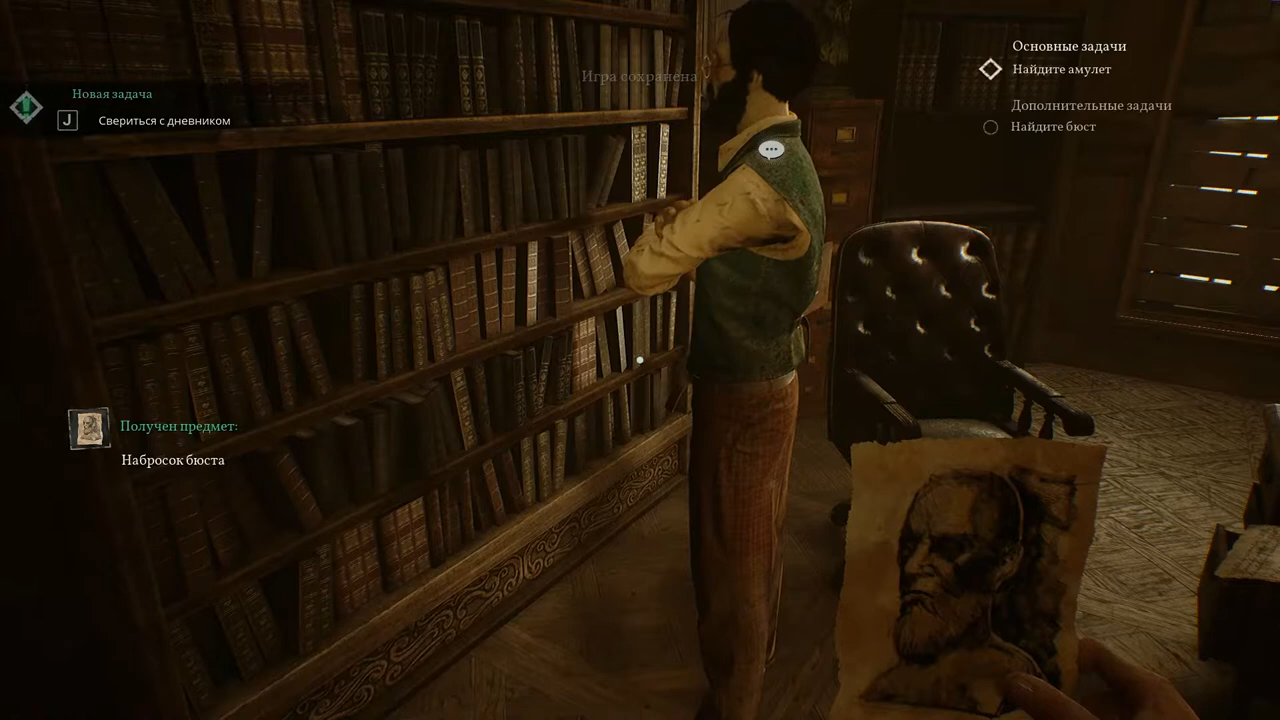 Игра сохранена
Основные задачи
Найдите амулет
Дополнительные задачи
Найдите бюст
Новая задача
J Свериться с дневником
Получен предмет:
Набросок бюста